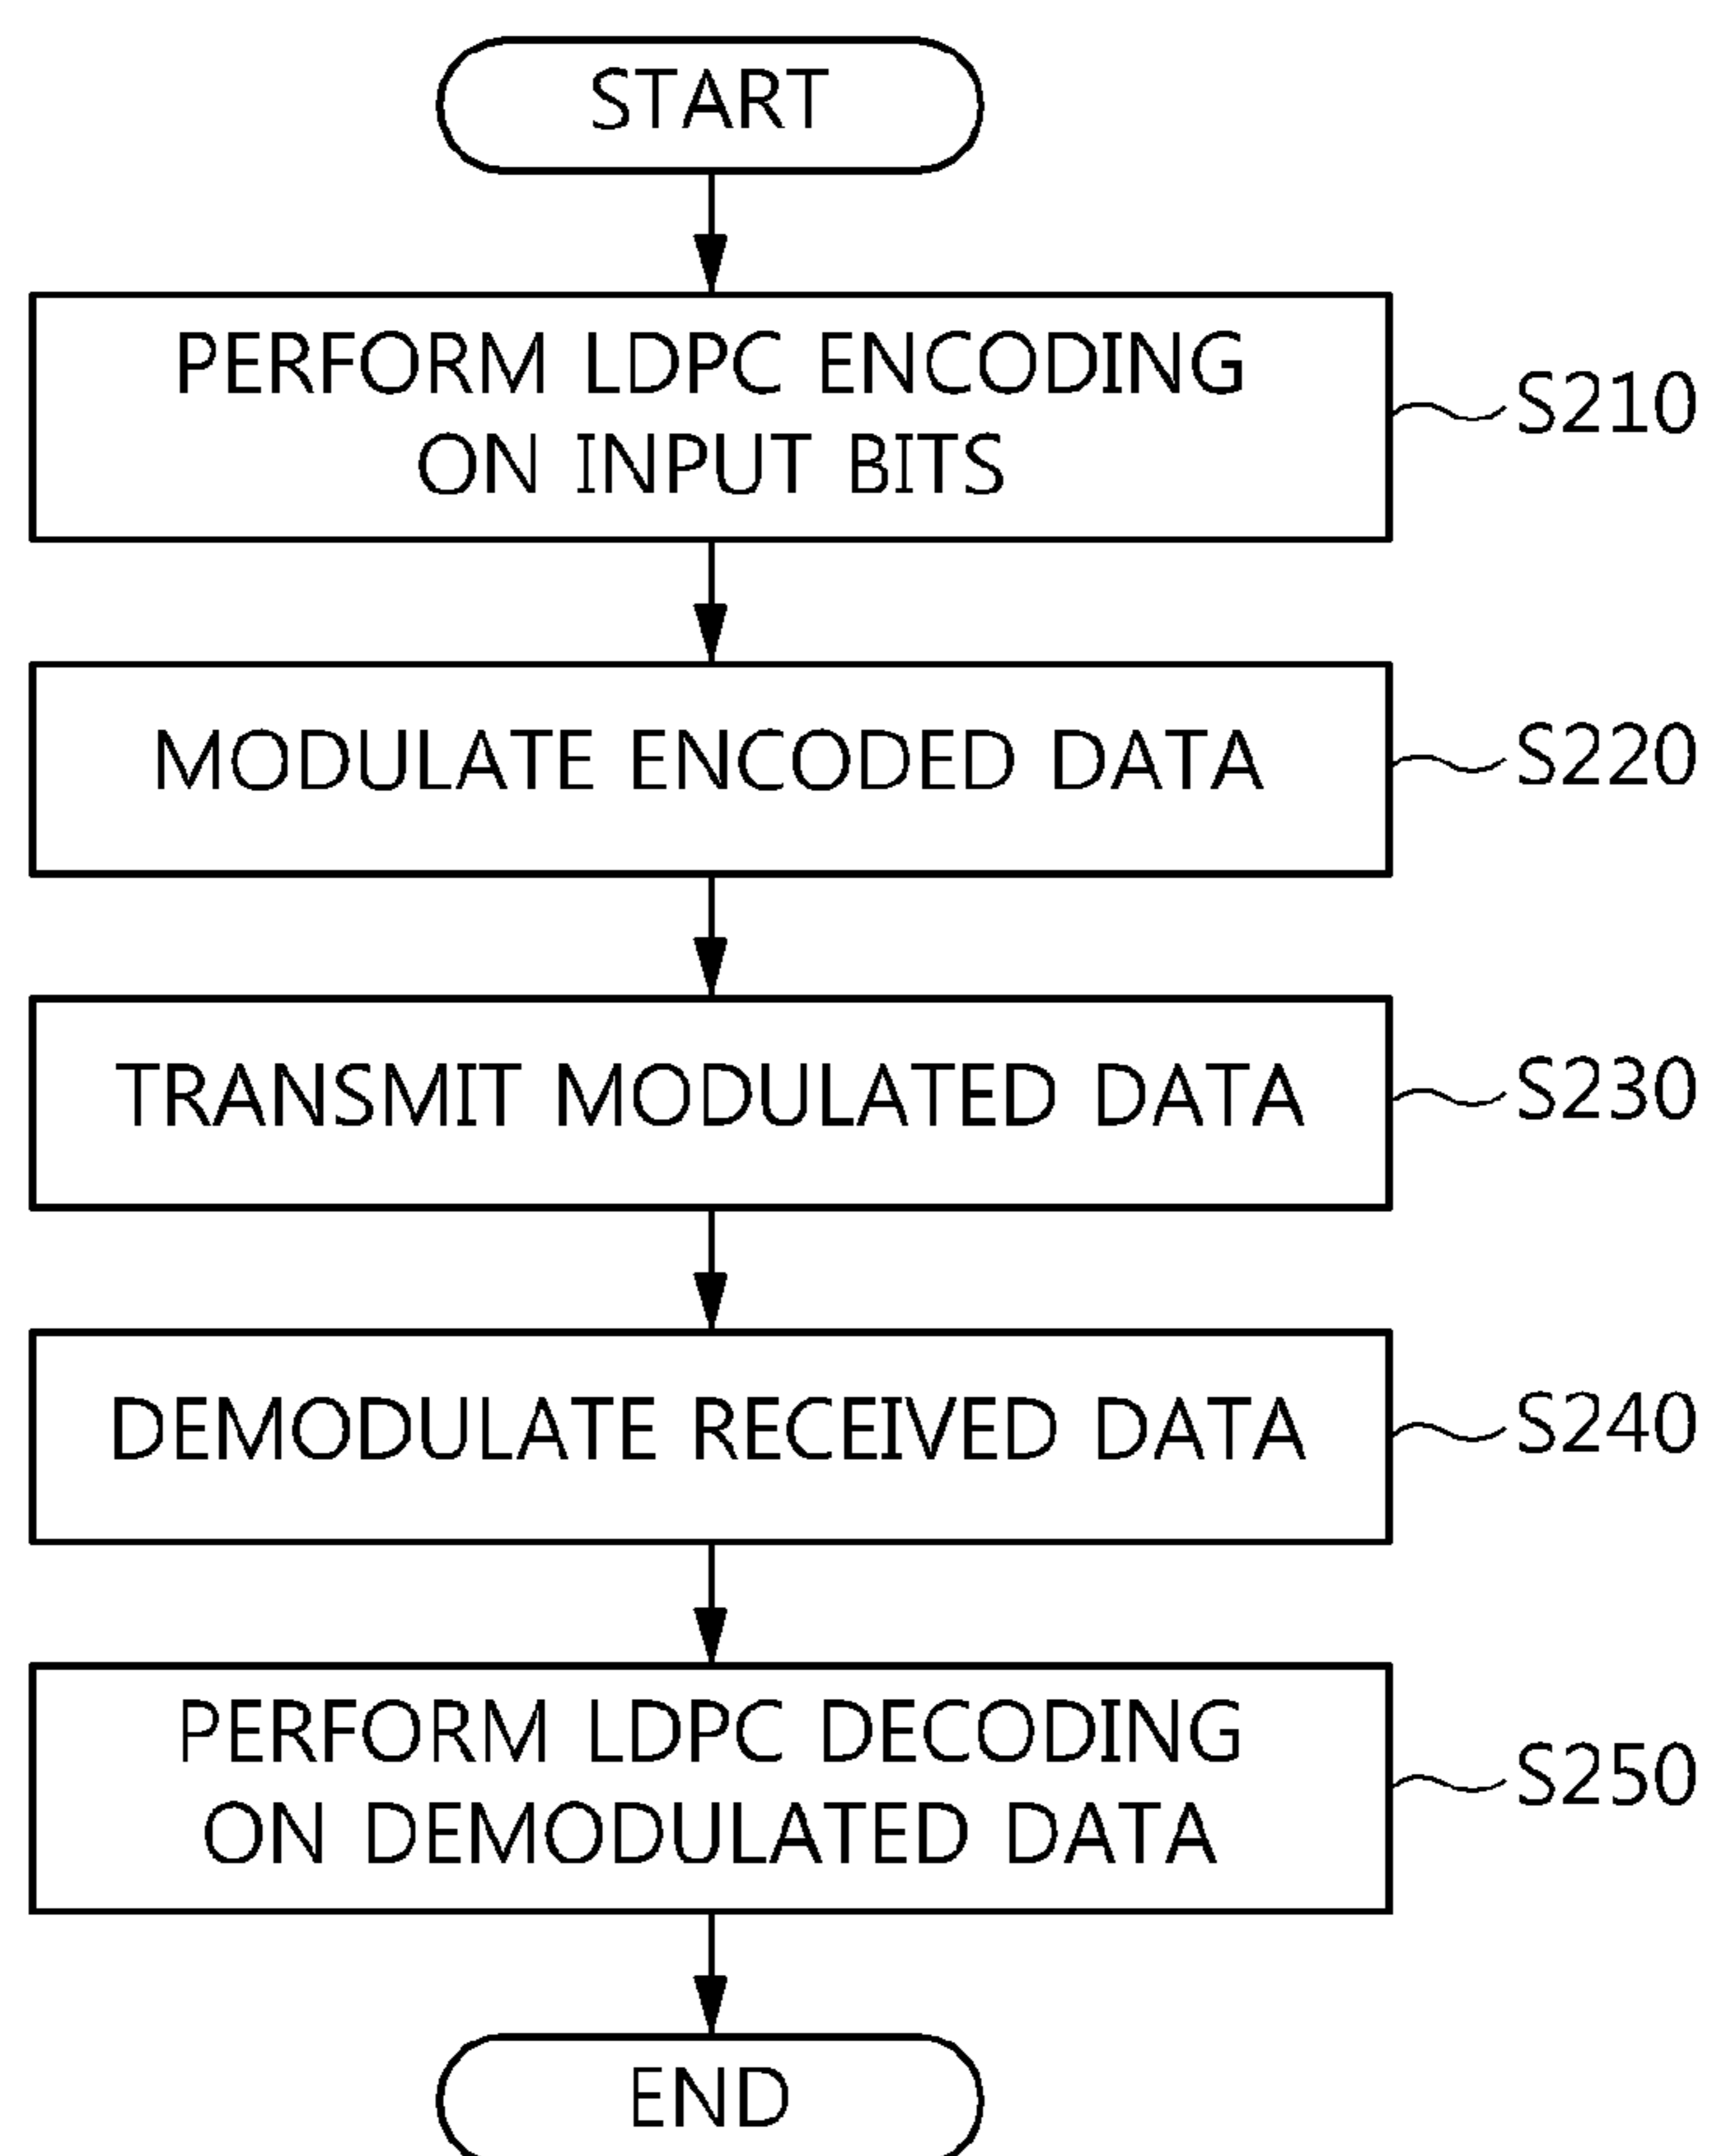 START
PERFORM LDPC ENCODING
ON INPUT BITS
S210
MODULATE ENCODED DATA
S220
TRANSMIT MODULATED DATA
S230
DEMODULATE RECEIVED DATA
S240
PERFORM LDPC DECODING
ON DEMODULATED DATA
S250
END